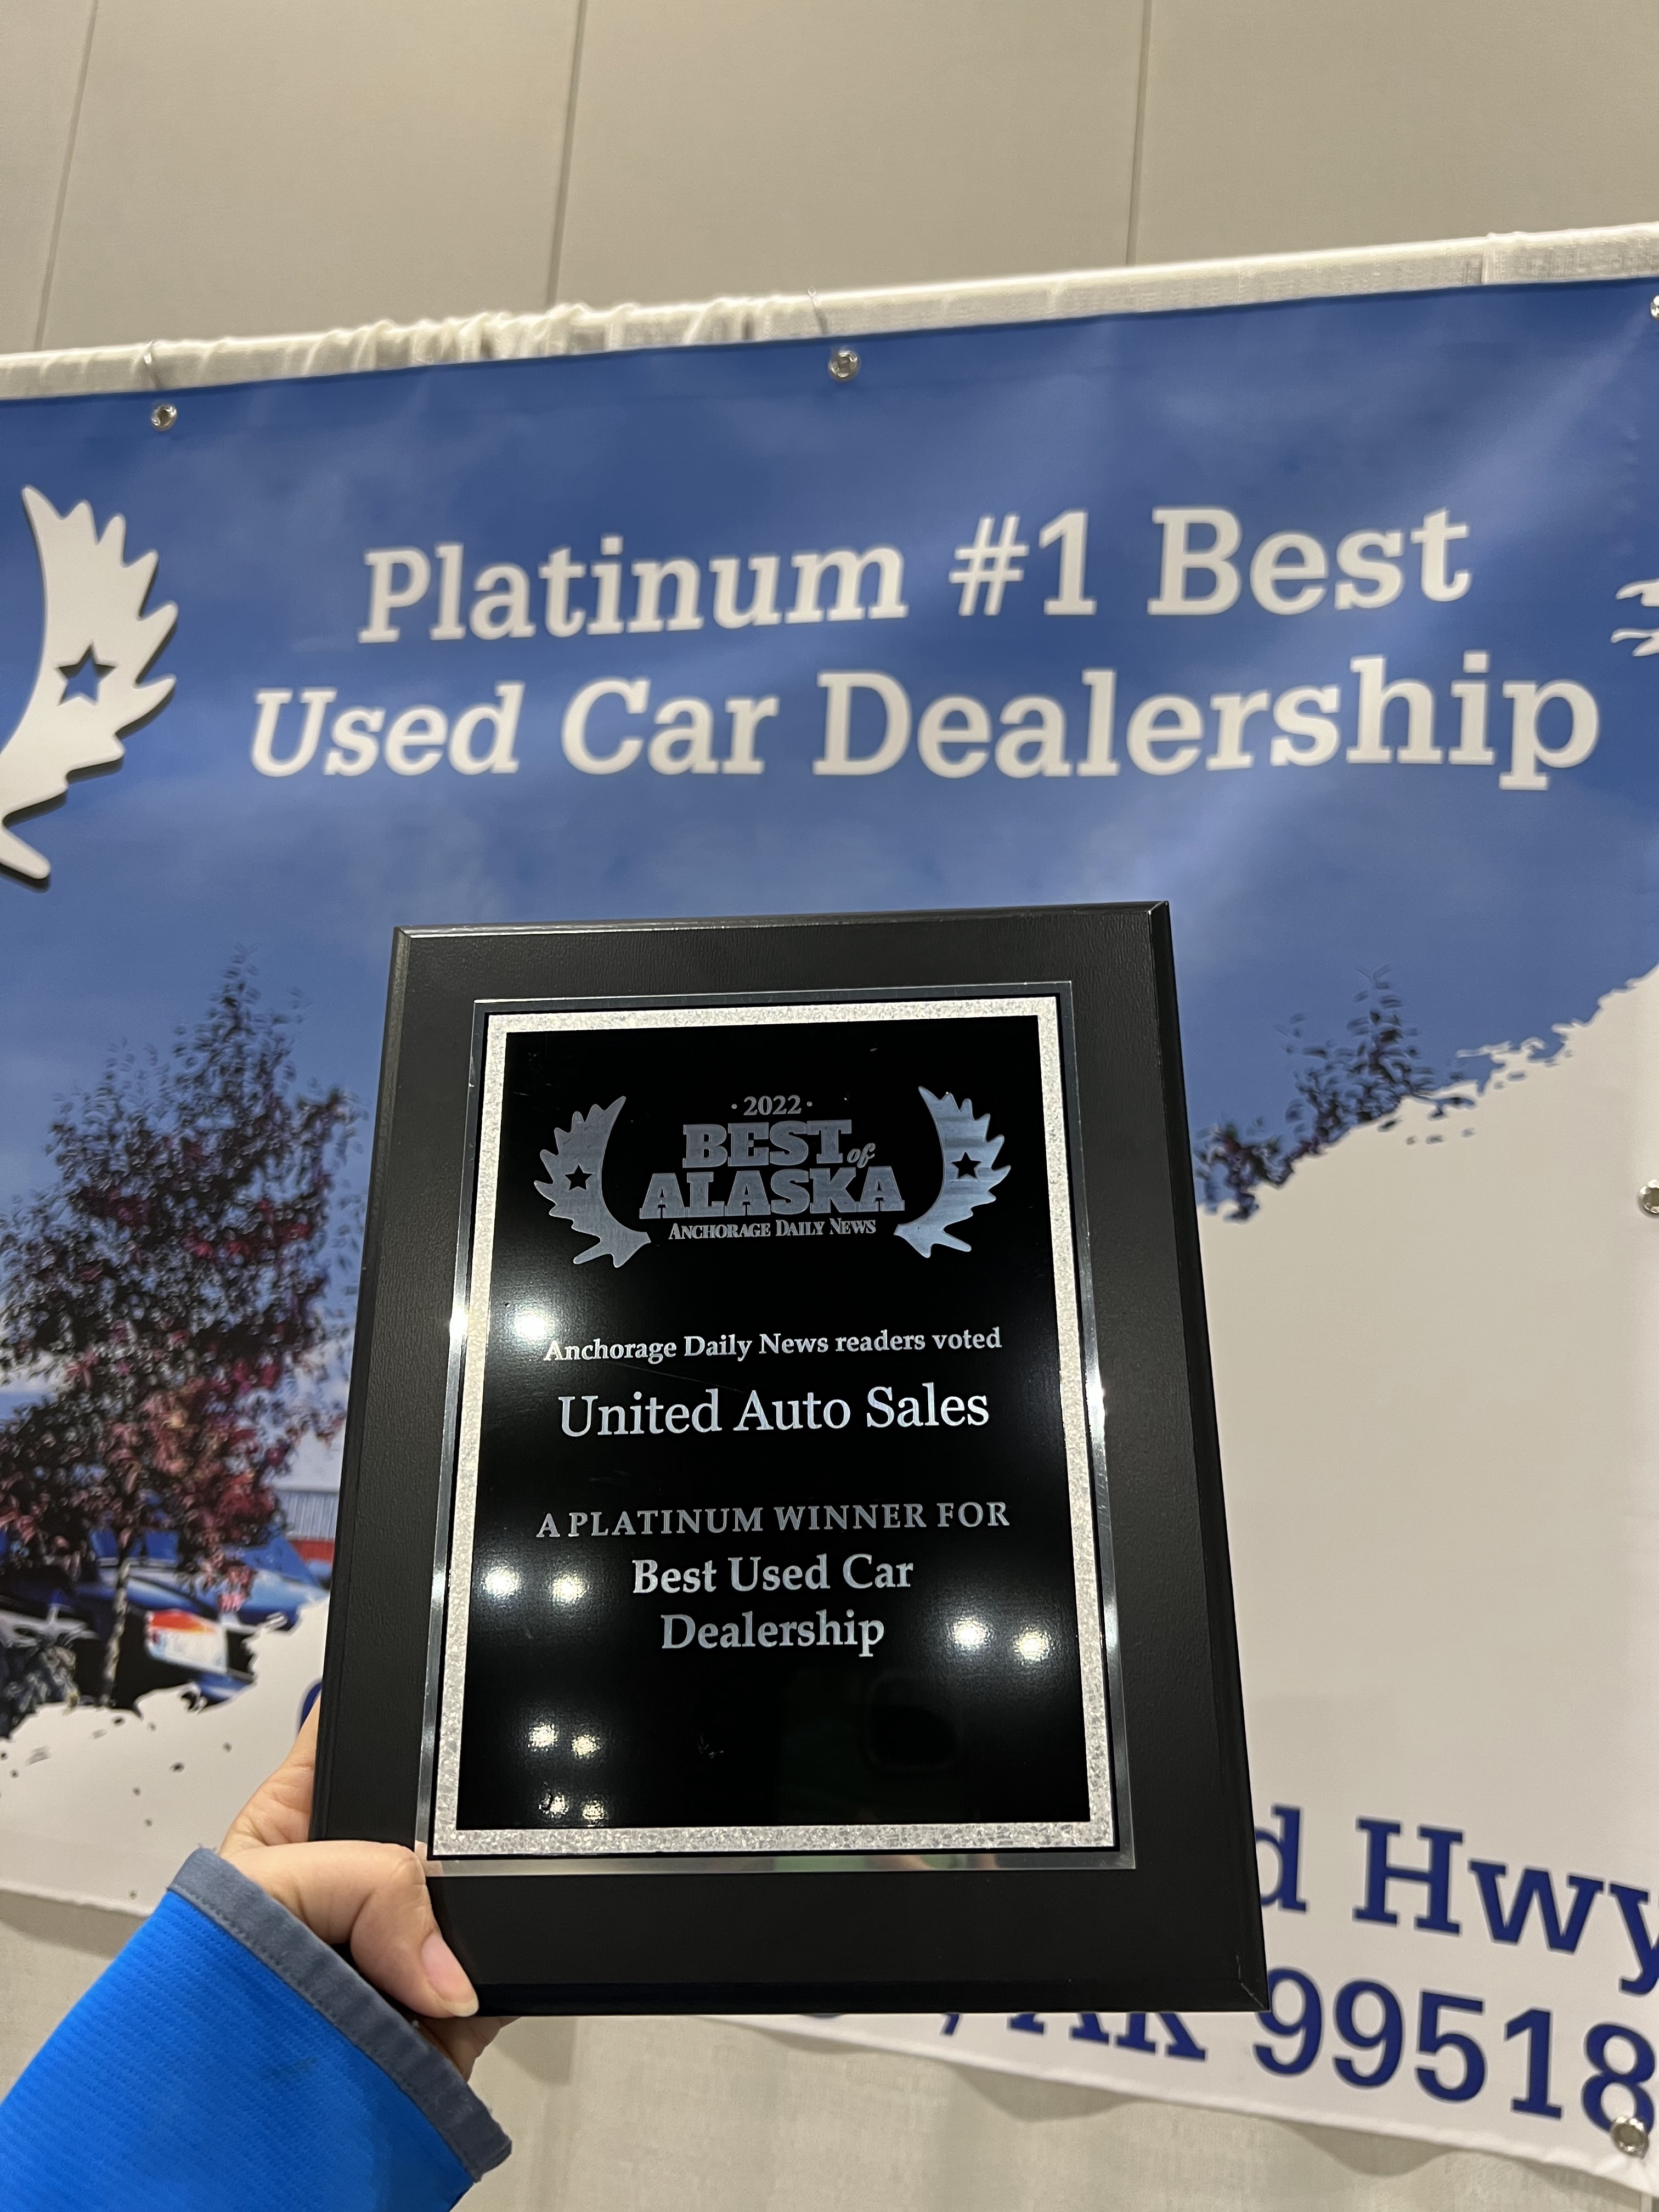 Platinum #1 Best
Used Car Dealership
· 2022 ·
BEST of
ALASKA
ANCHORAGE DAILY NEWS
Anchorage Daily News readers voted
United Auto Sales
A PLATINUM WINNER FOR
Best Used Car
Dealership
d Hwy
, AK 99518